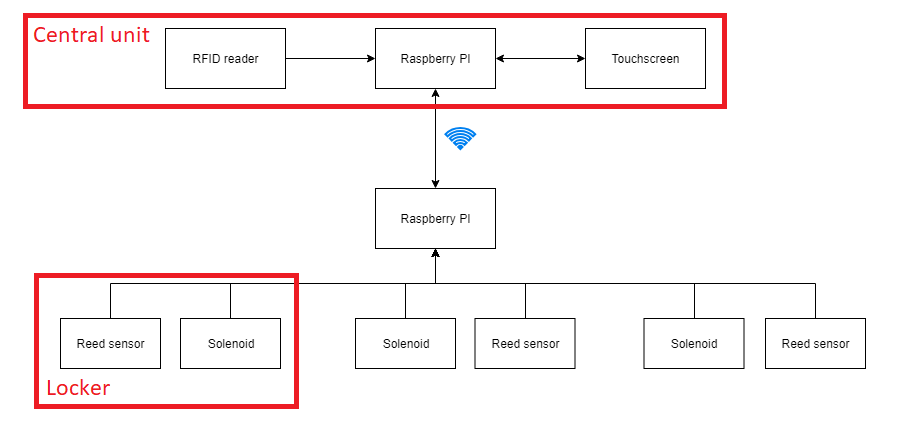 Central unit
RFID reader
Raspberry PI
Touchscreen
Raspberry PI
Reed sensor
Solenoid
Solenoid
Reed sensor
Solenoid
Reed sensor
Locker